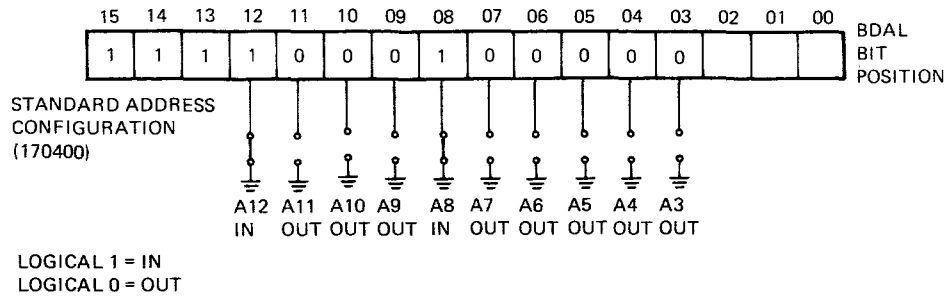 15 14 13 12 11 10 09 08 07 06 05 04 03 02 01 00
BDAL
BIT
POSITION
1 1 1 1 0 0 0 1 0 0 0 0 0
STANDARD ADDRESS
CONFIGURATION
(170400)
A12 A11 A10 A9 A8 A7 A6 A5 A4 A3
IN OUT OUT OUT IN OUT OUT OUT OUT OUT
LOGICAL 1 = IN
LOGICAL 0 = OUT